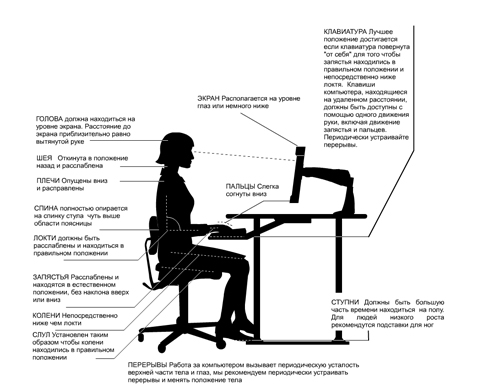 КЛАВИАТУРА Лучшее
положение достигается
если клавиатура повернута
"от себя" для того чтобы
запястья находились в
правильном положении и
непосредственно ниже
локтя. Клавиши
компьютера, находящиеся
на удаленном расстоянии,
должны быть доступны с
помощью одного движения
руки, включая движение
запястья и пальцев.
Периодически устраивайте
перерывы.
ЭКРАН Располагается на уровне
глаз или немного ниже
ГОЛОВА должна находиться на
уровне экрана. Расстояние до
экрана приблизительно равно
вытянутой руке
ШЕЯ Откинута в положение
назад и расслаблена
ПЛЕЧИ Опущены вниз
и расправлены
ПАЛЬЦЫ Слегка
согнуты вниз
СПИНА полностью опирается
на спинку стула чуть выше
области поясницы
ЛОКТИ должны быть
расслаблены и находиться в
правильном положении
ЗАПЯСТЬЯ Расслаблены и
находятся в естественном
положении, без наклона вверх
или вниз
КОЛЕНИ Непосредственно
ниже чем локти
СЛУЛ Установлен таким
образом чтобы колени
находились в правильном
положении
СТУПНИ Должны быть большую
часть времени находиться на полу.
Для людей низкого роста
рекомендутся подставки для ног
ПЕРЕРЫВЫ Работа за компьютером вызывает периодическую усталость
верхней части тела и глаз, мы рекомендуем периодически устраивать
перерывы и менять положение тела